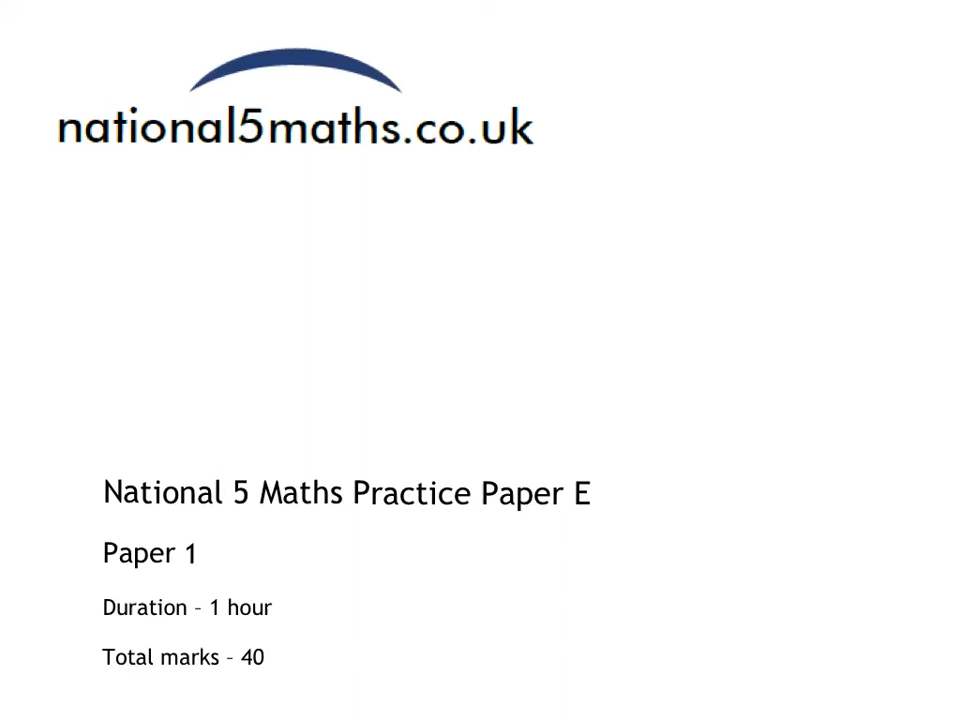 national5maths.co.uk
National 5 Maths Practice Paper E
Paper 1
Duration – 1 hour
Total marks – 40